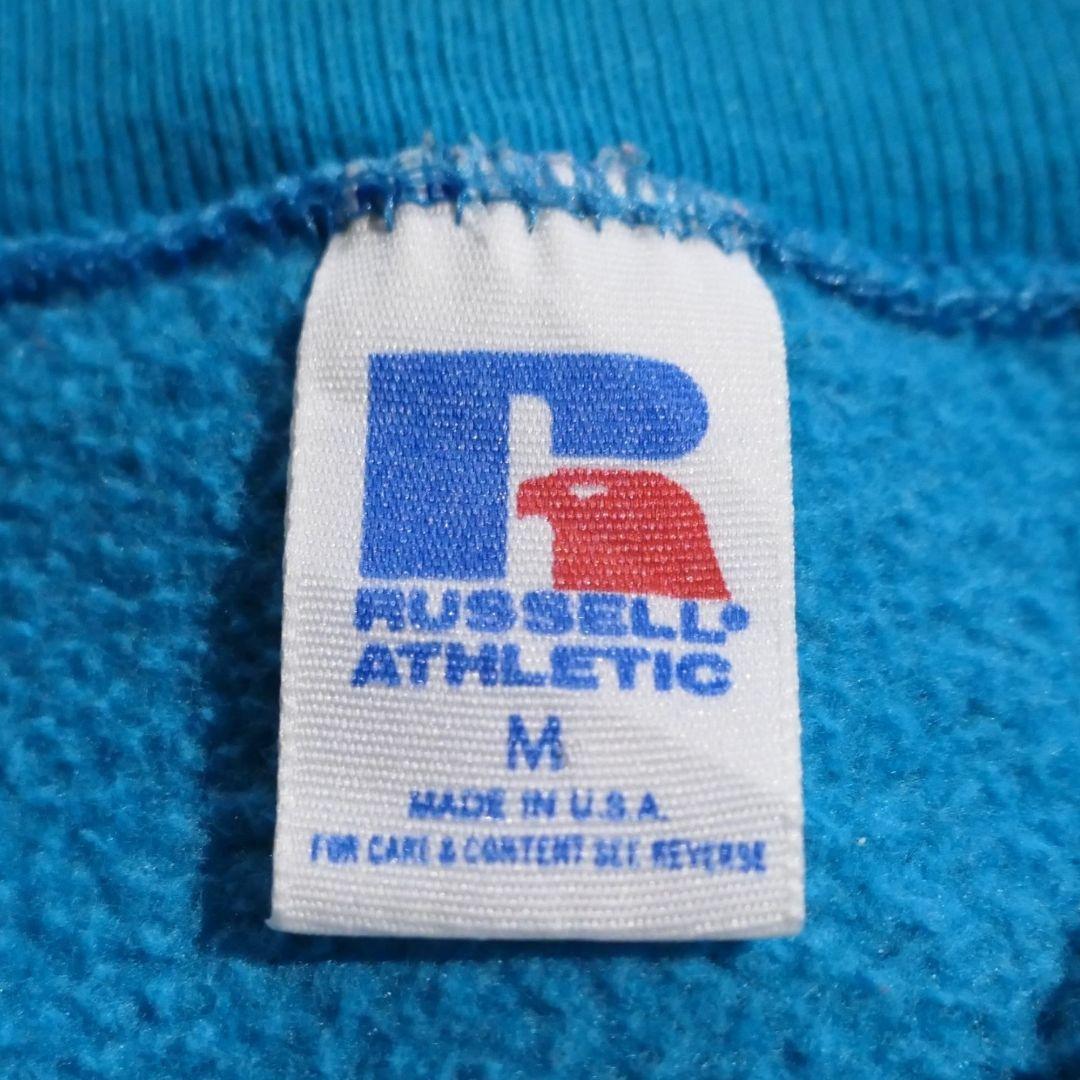 R
RUSSELL®
ATHLETIC
M
MADE IN U.S.A.
FOR CARE & CONTENT SEE REVERSE